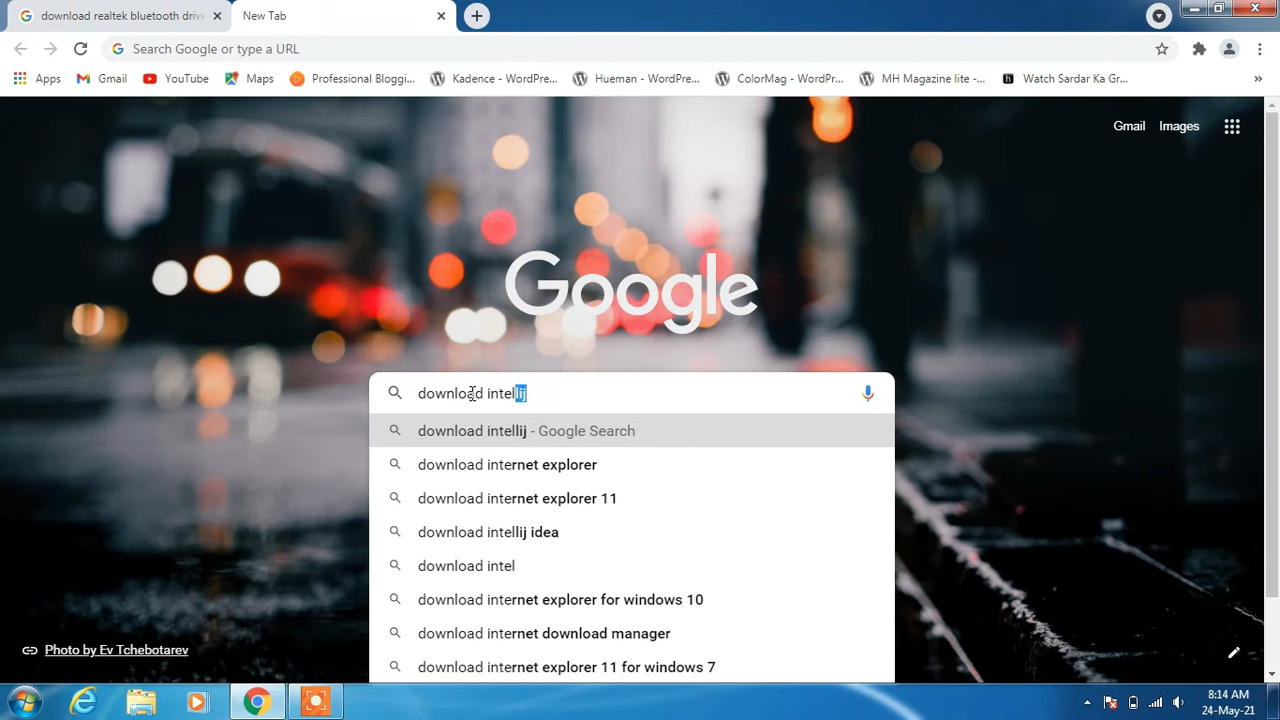 download realtek bluetooth drive
New Tab
Search Google or type a URL
Apps
Gmail
YouTube
Maps
Professional Bloggi...
Kadence - WordPre...
Hueman - WordPre...
ColorMag - WordPr...
MH Magazine lite -...
Watch Sardar Ka Gr...
Gmail
Images
Google
download intellij
download intellij - Google Search
download internet explorer
download internet explorer 11
download intellij idea
download intel
download internet explorer for windows 10
download internet download manager
download internet explorer 11 for windows 7
Photo by Ev Tchebotarev
8:14 AM
24-May-21